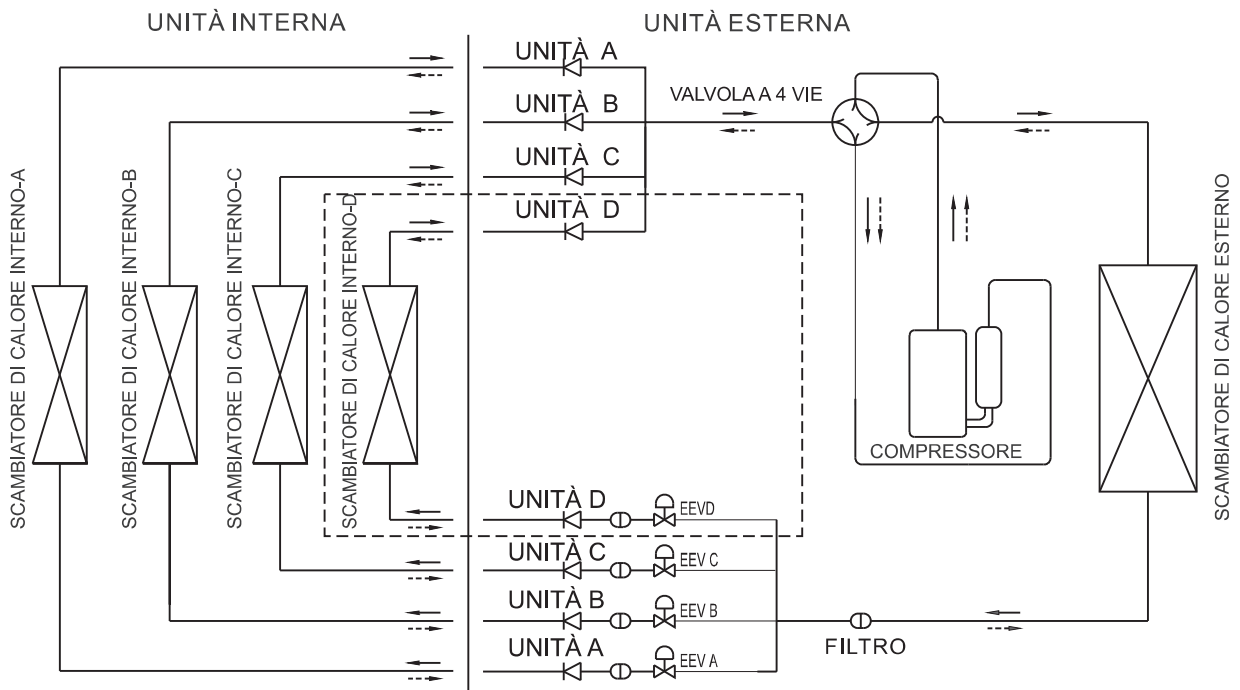 UNITÀ INTERNA
UNITÀ ESTERNA
UNITÀ A
UNITÀ B
UNITÀ C
UNITÀ D
VALVOLA A 4 VIE
SCAMBIATORE DI CALORE INTERNO-A
SCAMBIATORE DI CALORE INTERNO-B
SCAMBIATORE DI CALORE INTERNO-C
SCAMBIATORE DI CALORE INTERNO-D
SCAMBIATORE DI CALORE ESTERNO
COMPRESSORE
UNITÀ D
EEVD
UNITÀ C
EEV C
UNITÀ B
EEV B
UNITÀ A
EEV A
FILTRO